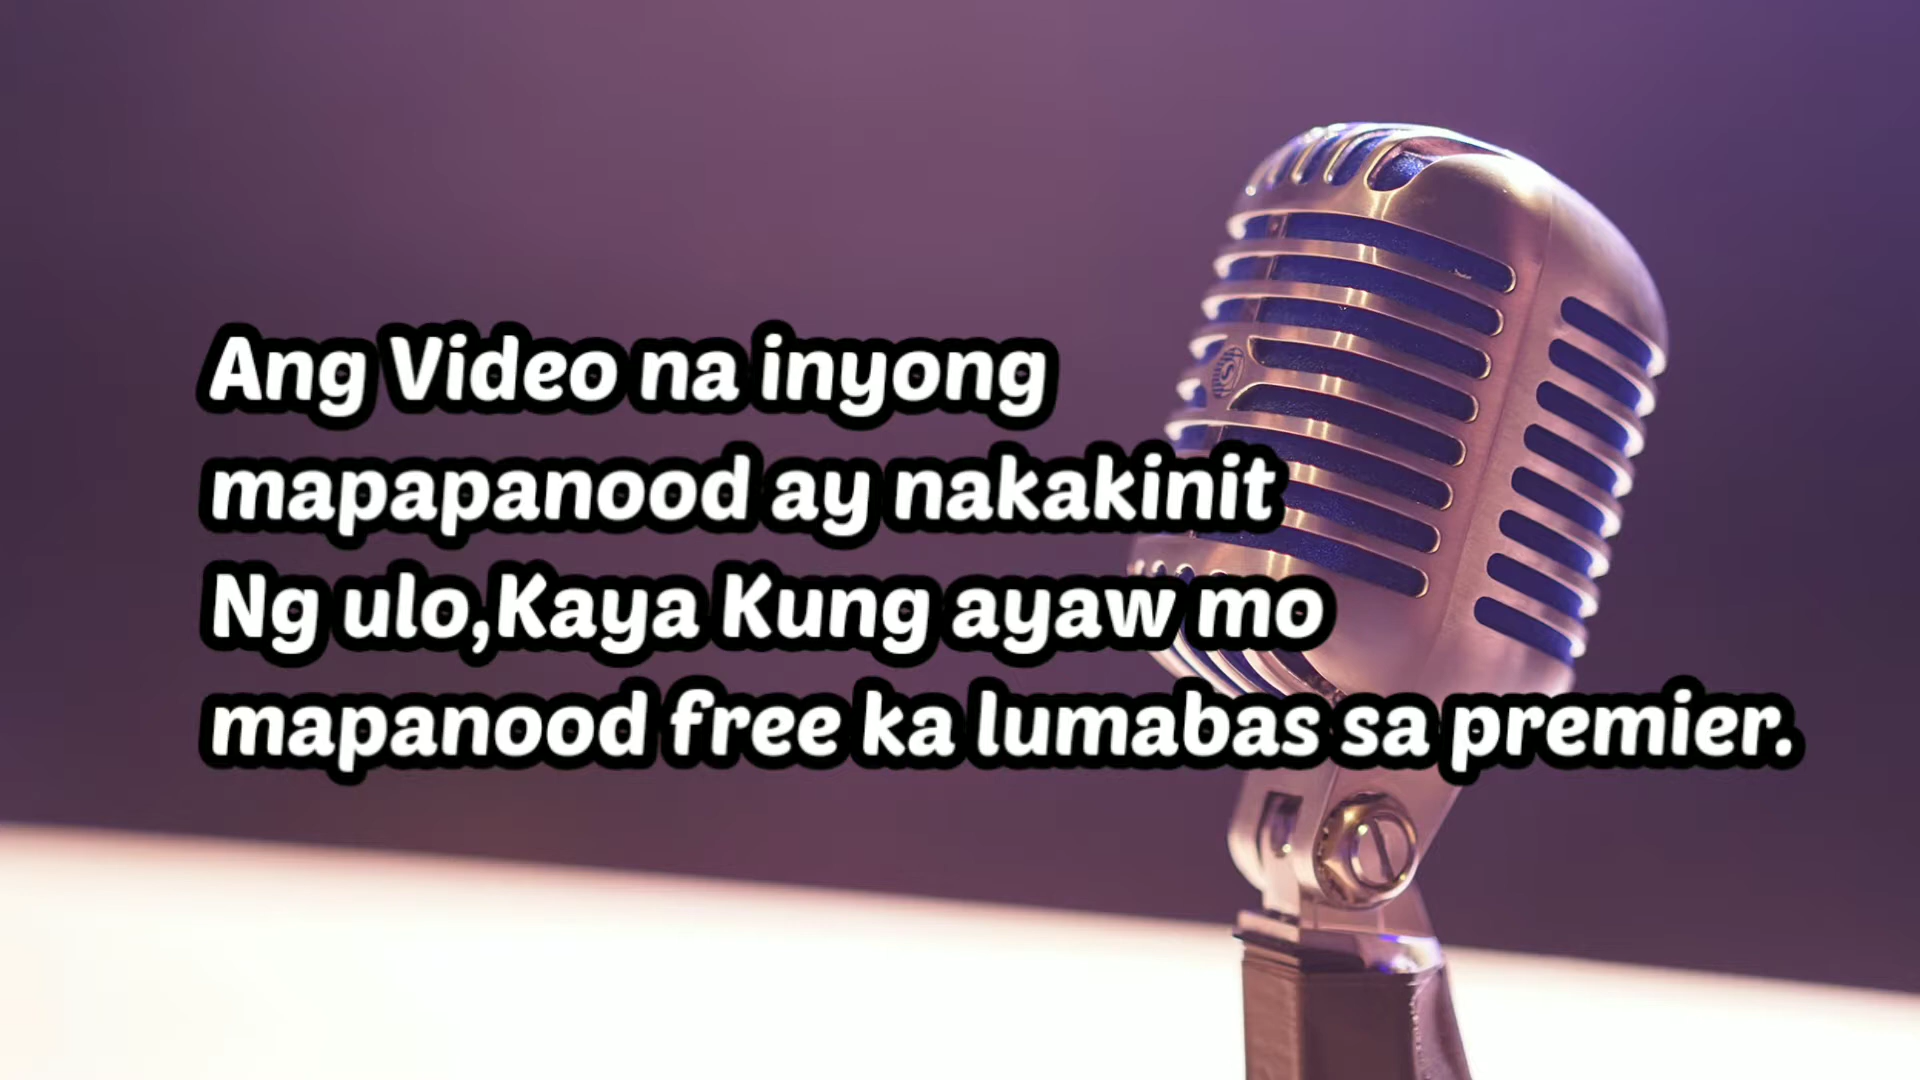 Ang Video na inyong
mapapanood ay nakakinit
Ng ulo,Kaya Kung ayaw mo
mapanood free ka lumabas sa premier.